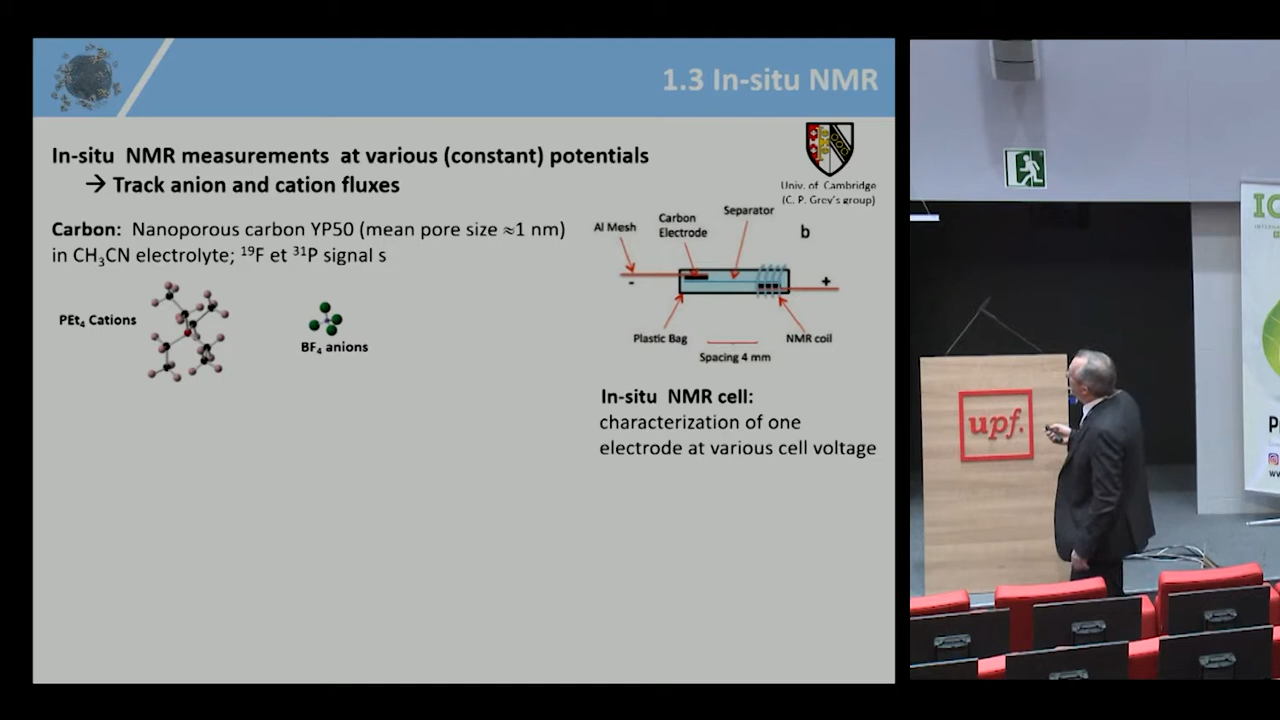 1.3 In-situ NMR
In-situ NMR measurements at various (constant) potentials
→ Track anion and cation fluxes
Univ. of Cambridge
(C. P. Grey's group)
Carbon: Nanoporous carbon YP50 (mean pore size ≈1 nm)
in CH₃CN electrolyte; ¹⁹F et ³¹P signal s
PEt₄ Cations
BF₄ anions
Al Mesh
Carbon
Electrode
Separator
b
-
+
Plastic Bag
NMR coil
Spacing 4 mm
In-situ NMR cell:
characterization of one
electrode at various cell voltage
upf.